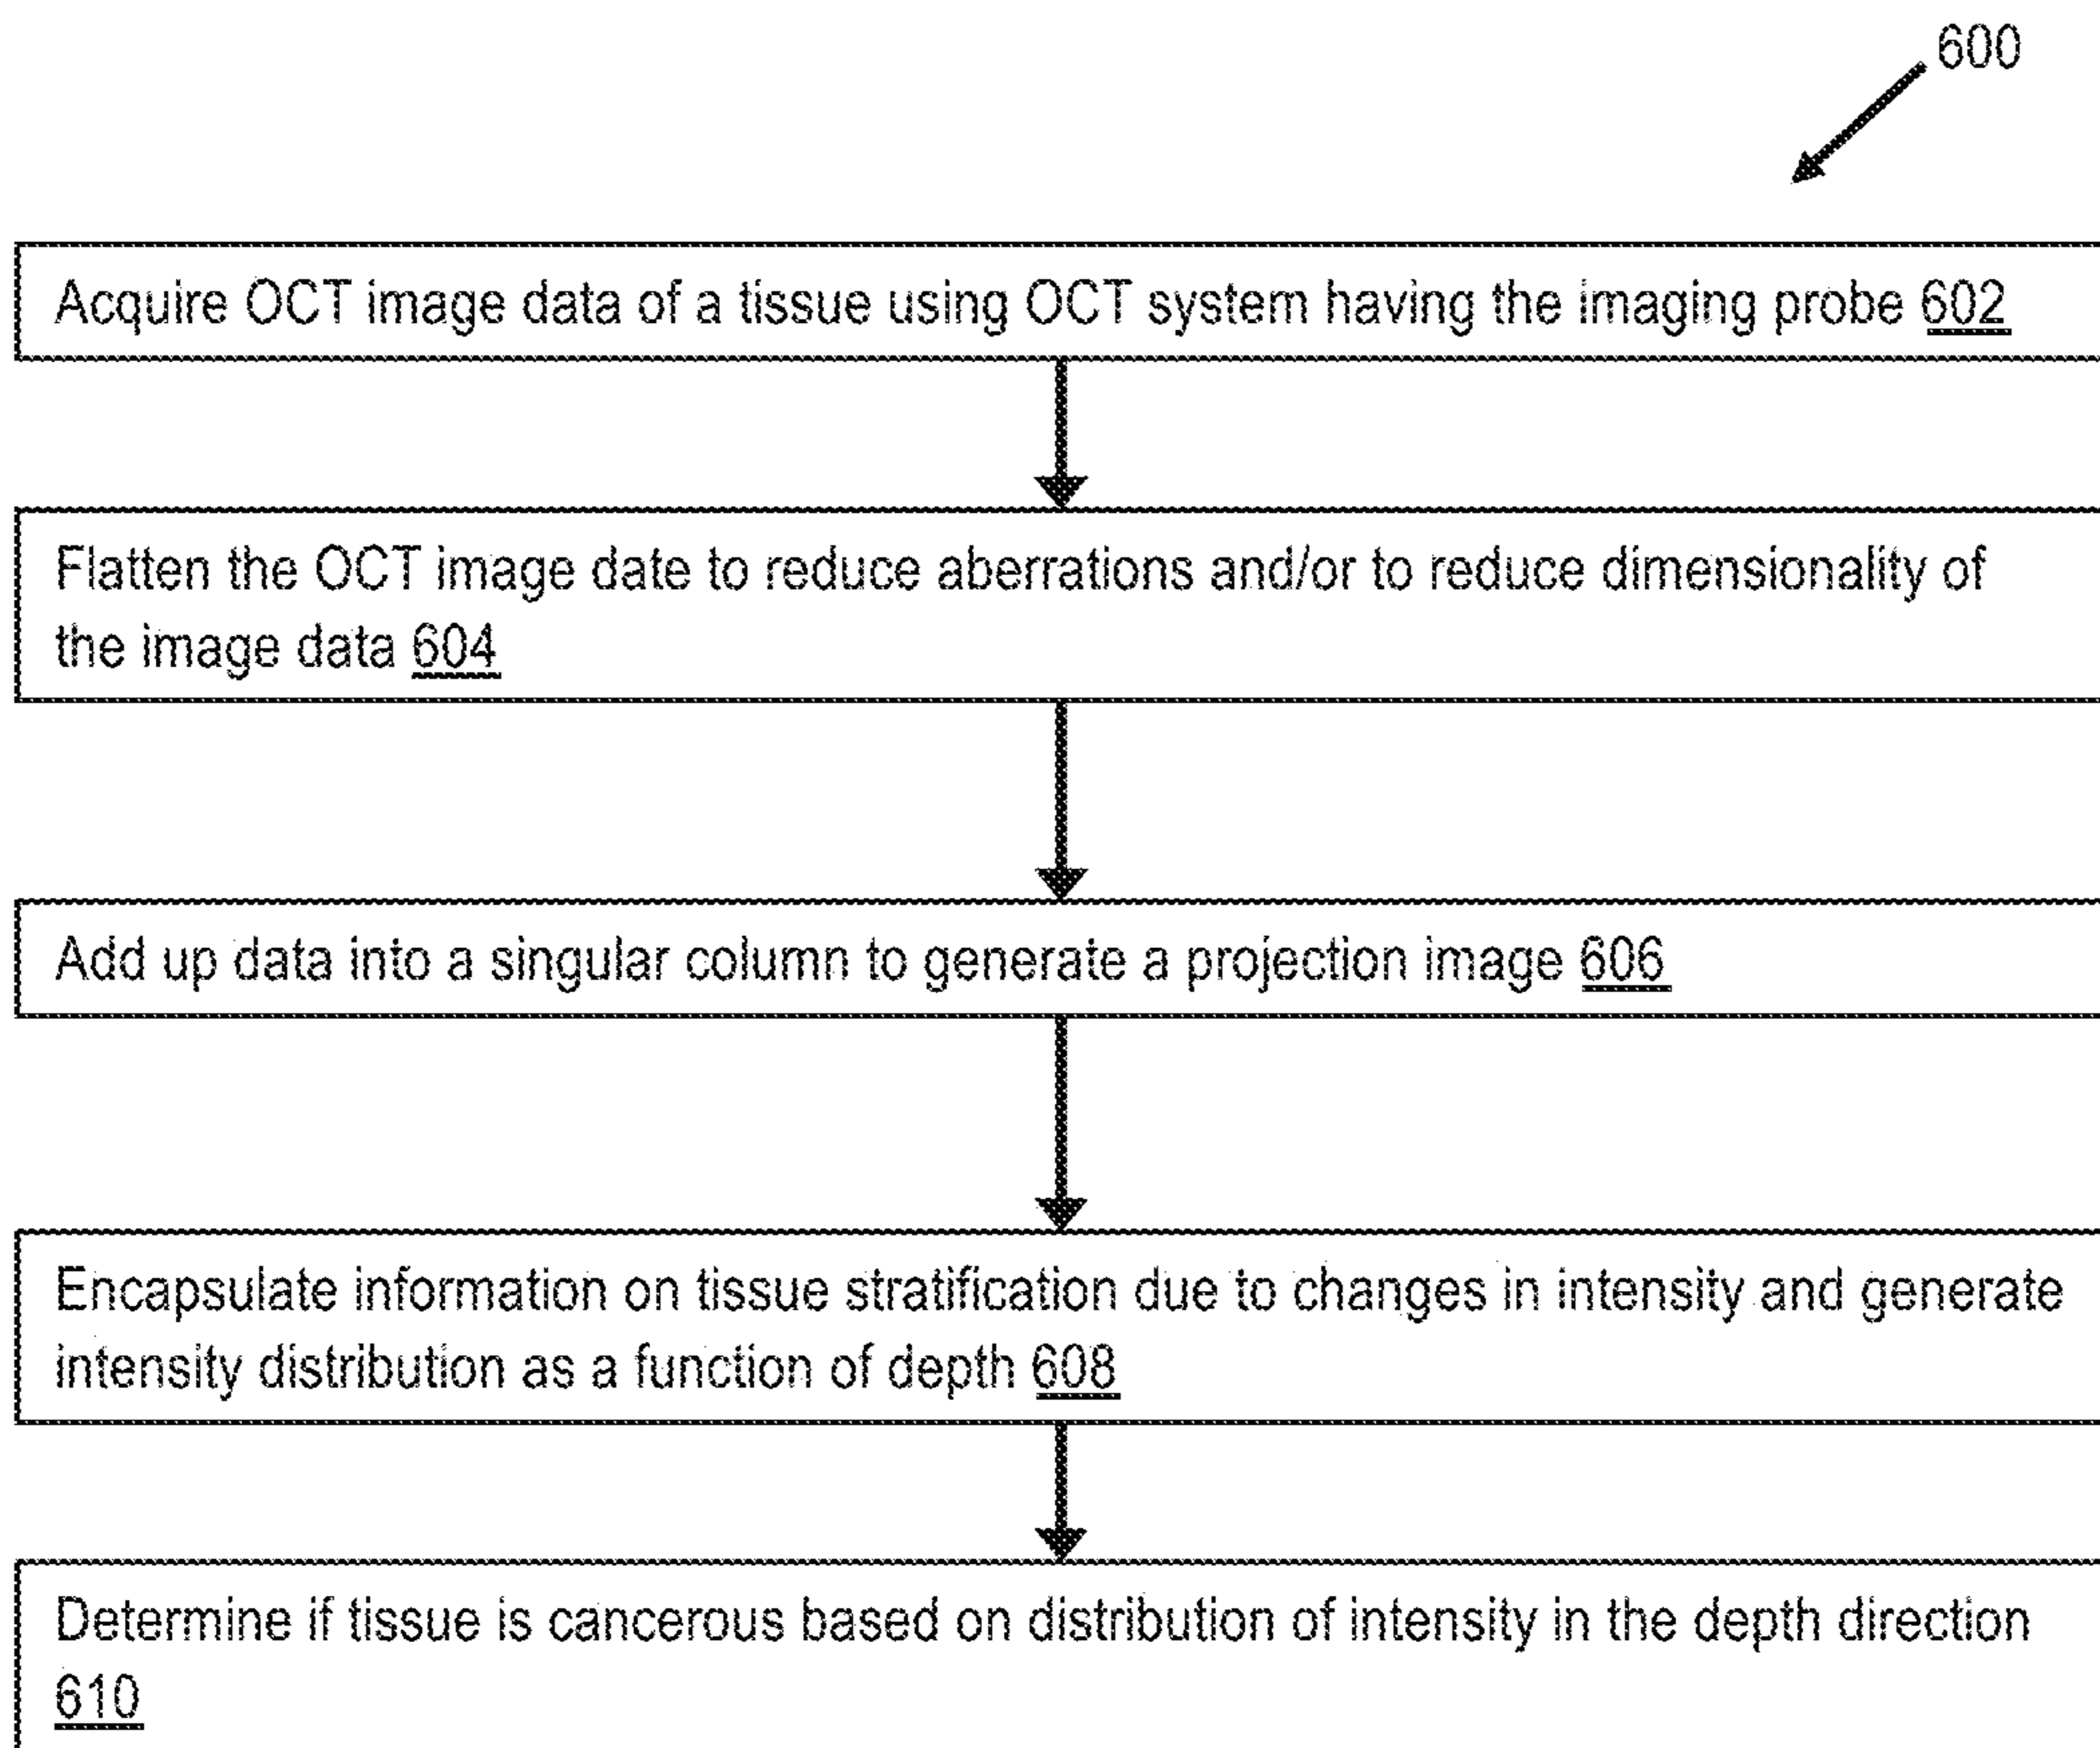 600
Acquire OCT image data of a tissue using OCT system having the imaging probe 602
Flatten the OCT image date to reduce aberrations and/or to reduce dimensionality of
the image data 604
Add up data into a singular column to generate a projection image 606
Encapsulate information on tissue stratification due to changes in intensity and generate
intensity distribution as a function of depth 608
Determine if tissue is cancerous based on distribution of intensity in the depth direction
610